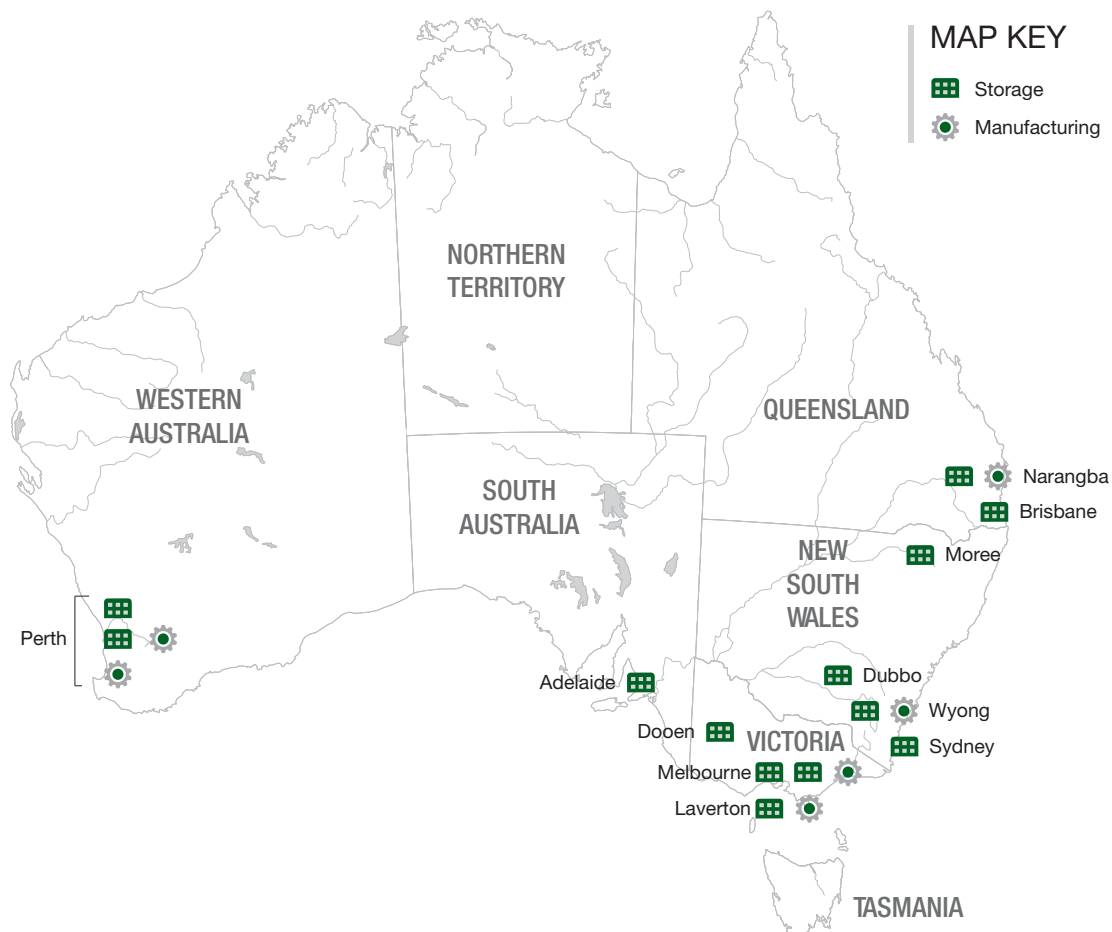 MAP KEY
Storage
Manufacturing
NORTHERN
TERRITORY
WESTERN
AUSTRALIA
QUEENSLAND
SOUTH
AUSTRALIA
Narangba
Brisbane
NEW
SOUTH
WALES
Moree
Perth
Adelaide
Dubbo
Wyong
Dooen
VICTORIA
Sydney
Melbourne
Laverton
TASMANIA